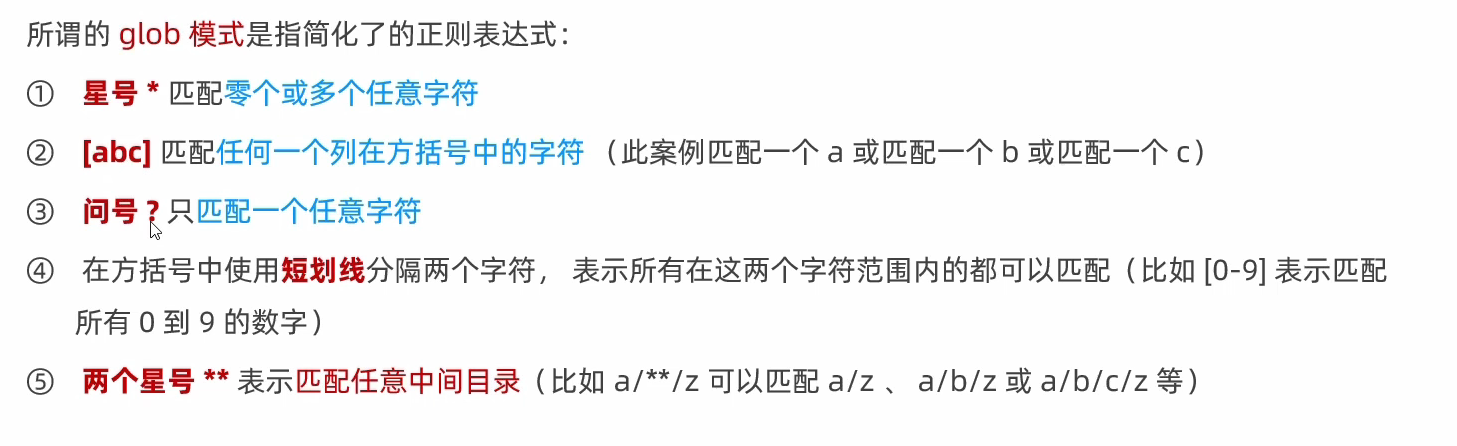 所谓的 glob 模式是指简化了的正则表达式：
① 星号 * 匹配零个或多个任意字符
② [abc] 匹配任何一个列在方括号中的字符 （此案例匹配一个 a 或匹配一个 b 或匹配一个 c）
③ 问号 ? 只匹配一个任意字符
④ 在方括号中使用短划线分隔两个字符， 表示所有在这两个字符范围内的都可以匹配（比如 [0-9] 表示匹配
所有 0 到 9 的数字）
⑤ 两个星号 ** 表示匹配任意中间目录（比如 a/**/z 可以匹配 a/z 、 a/b/z 或 a/b/c/z 等）